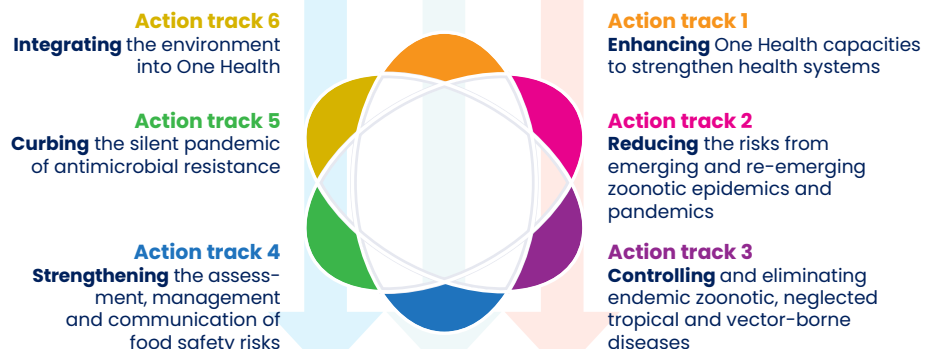 Action track 6
Integrating the environment
into One Health
Action track 5
Curbing the silent pandemic
of antimicrobial resistance
Action track 4
Strengthening the assess-
ment, management
and communication of
food safety risks
Action track 1
Enhancing One Health capacities
to strengthen health systems
Action track 2
Reducing the risks from
emerging and re-emerging
zoonotic epidemics and
pandemics
Action track 3
Controlling and eliminating
endemic zoonotic, neglected
tropical and vector-borne
diseases